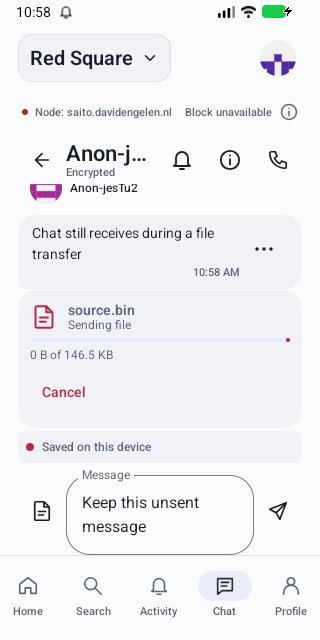 10:58
Red Square
Node: saito.davidengelen.nl Block unavailable
Anon-j...
Encrypted
Anon-jesTu2
Chat still receives during a file
transfer
10:58 AM
source.bin
Sending file
0 B of 146.5 KB
Cancel
Saved on this device
Message
Keep this unsent
message
Home Search Activity Chat Profile